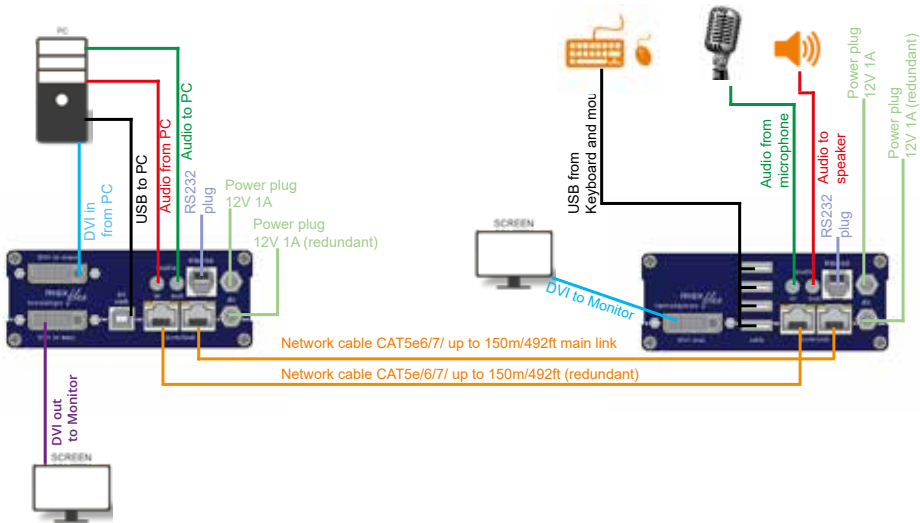 PC
DVI in
from PC
USB to PC
Audio from PC
Audio to PC
RS232
plug
Power plug
12V 1A
Power plug
12V 1A (redundant)
USB from
Keyboard and mou
Audio from
microphone
Audio to
speaker
RS232
plug
Power plug
12V 1A
Power plug
12V 1A (redundant)
SCREEN
DVI to Monitor
flex
flex
Network cable CAT5e6/7/ up to 150m/492ft main link
Network cable CAT5e/6/7/ up to 150m/492ft (redundant)
DVI out
to Monitor
SCREEN